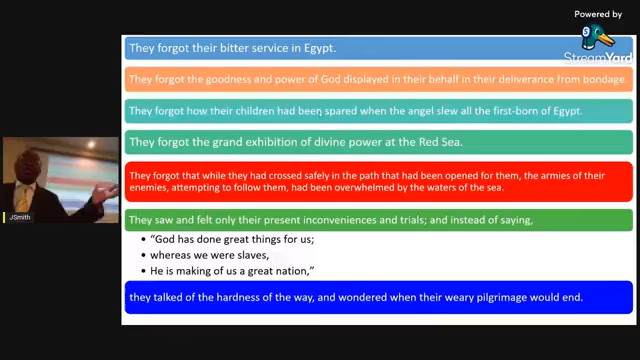 Powered by
StreamYard
They forgot their bitter service in Egypt.
They forgot the goodness and power of God displayed in their behalf in their deliverance from bondage.
They forgot how their children had been spared when the angel slew all the first-born of Egypt.
They forgot the grand exhibition of divine power at the Red Sea.
They forgot that while they had crossed safely in the path that had been opened for them, the armies of their
enemies, attempting to follow them, had been overwhelmed by the waters of the sea.
They saw and felt only their present inconveniences and trials; and instead of saying,
• “God has done great things for us;
• whereas we were slaves,
• He is making of us a great nation,”
they talked of the hardness of the way, and wondered when their weary pilgrimage would end.
JSmith